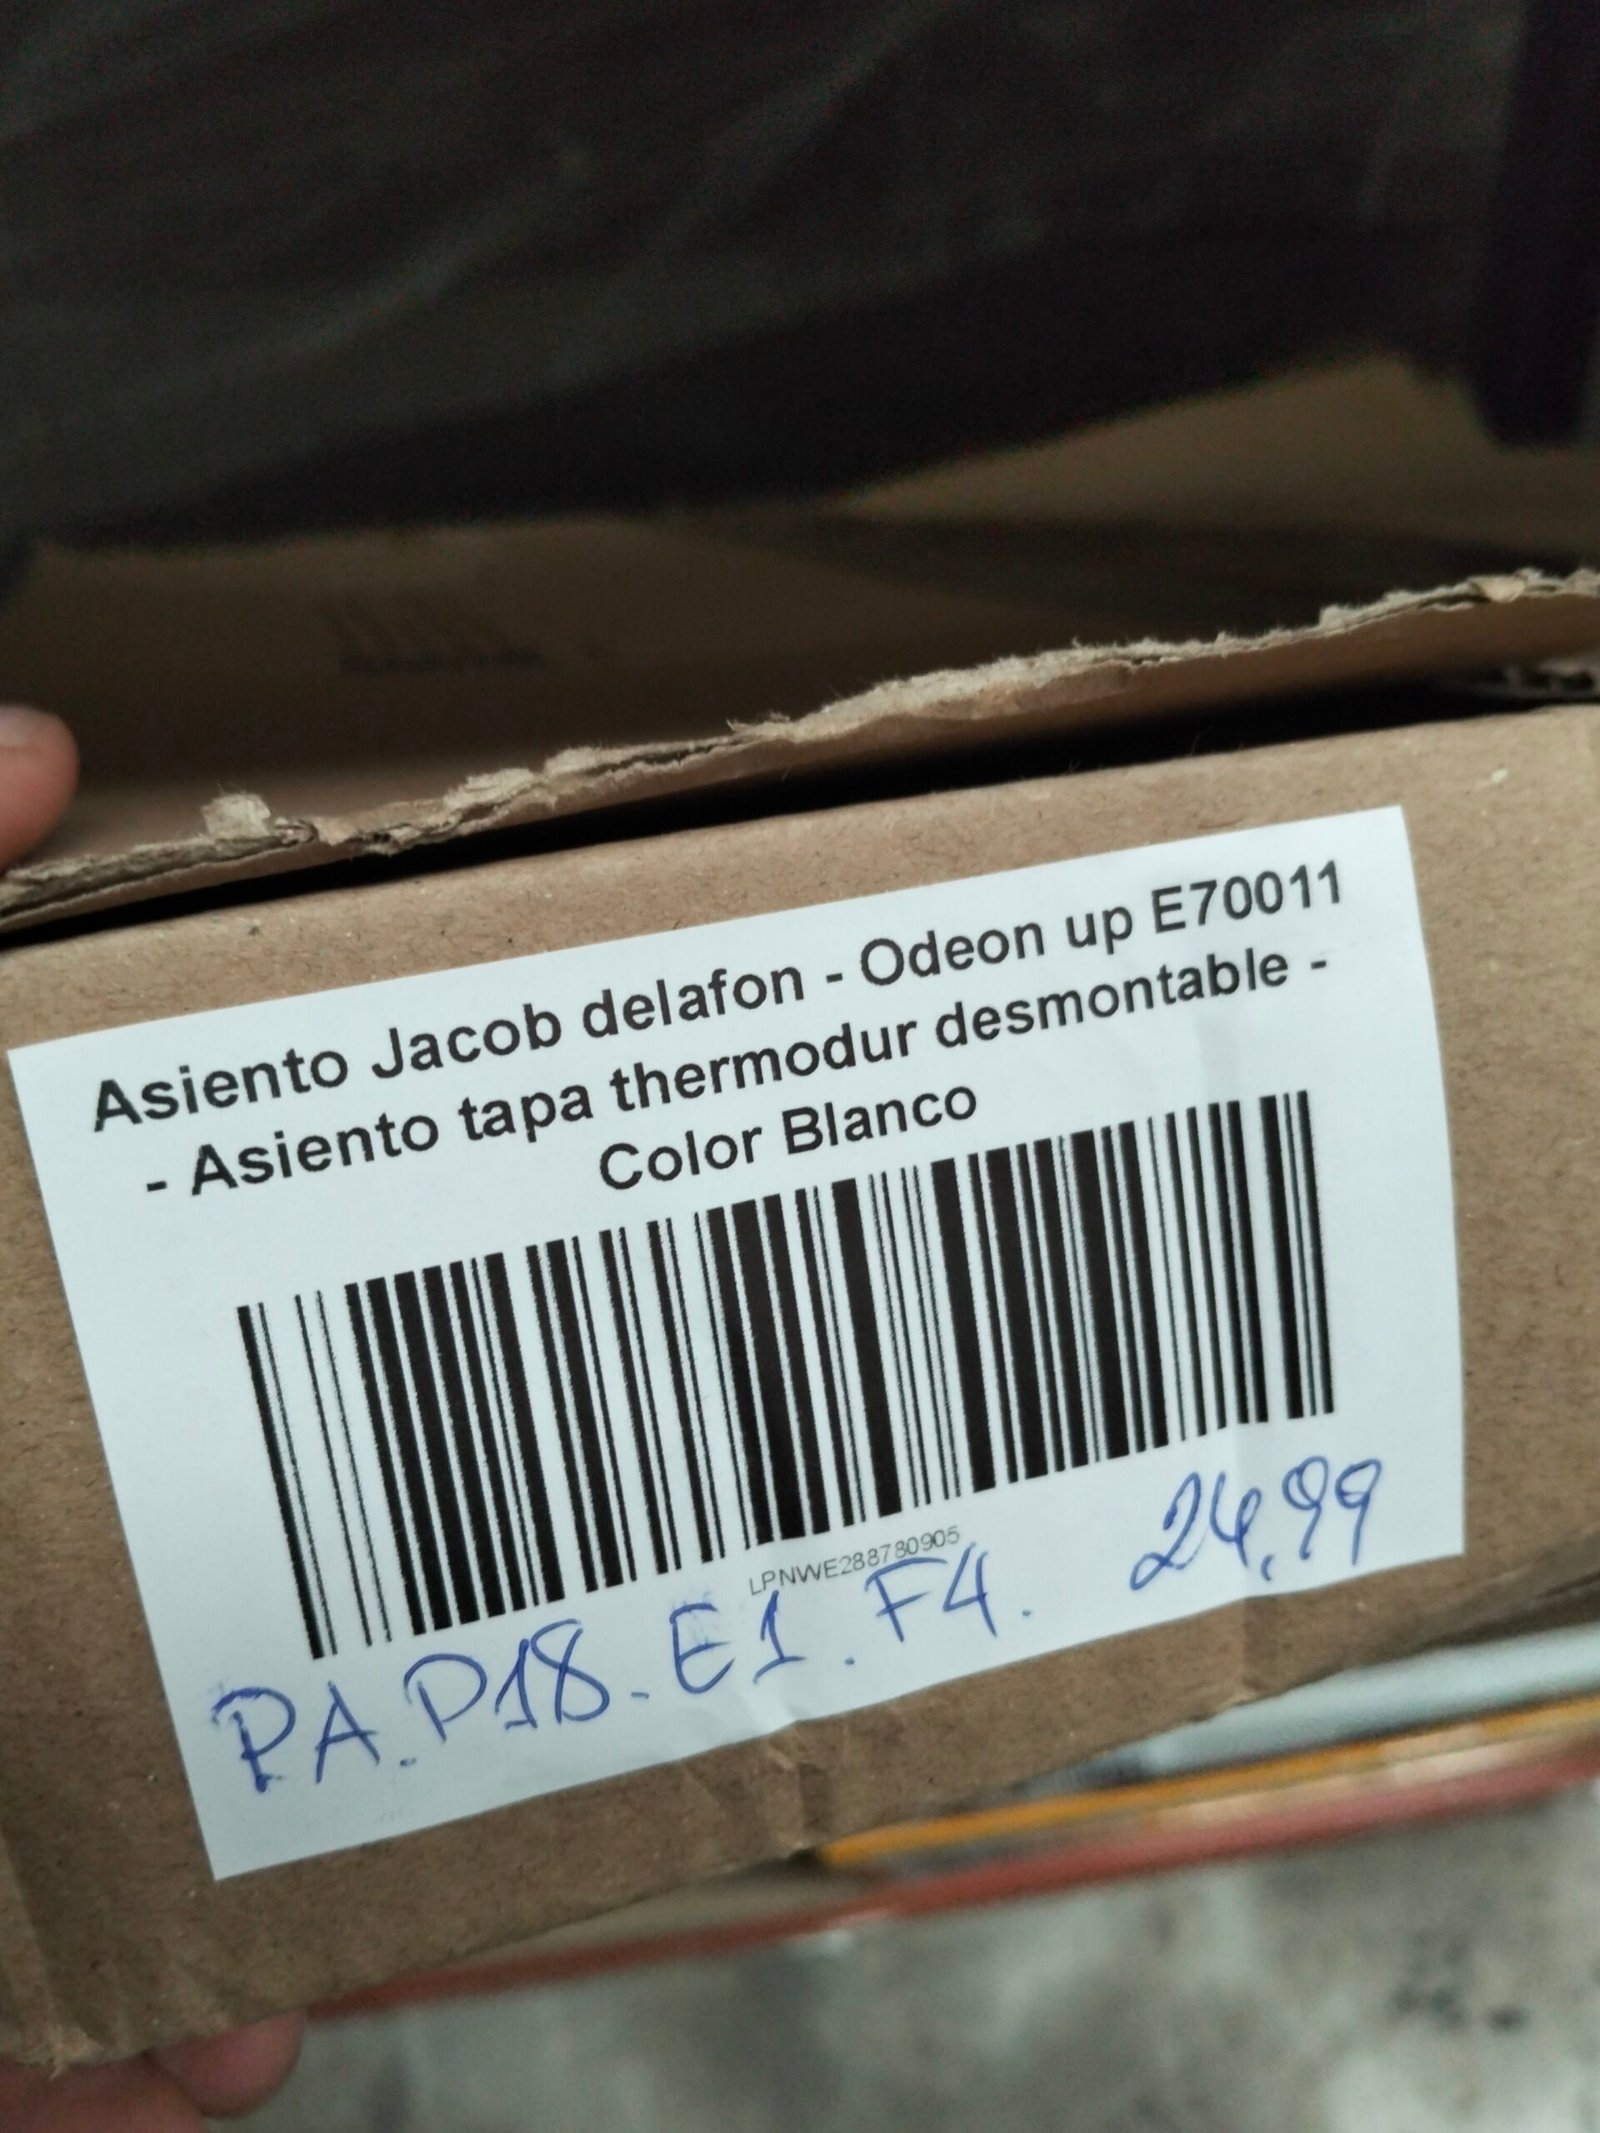 Asiento Jacob delafon - Odeon up E70011
- Asiento tapa thermodur desmontable -
Color Blanco
LPNWE288780905
PA.P18.E1.F4. 24,99